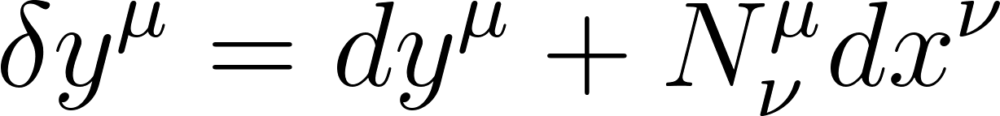 δy^μ = dy^μ + N^μ_ν dx^ν